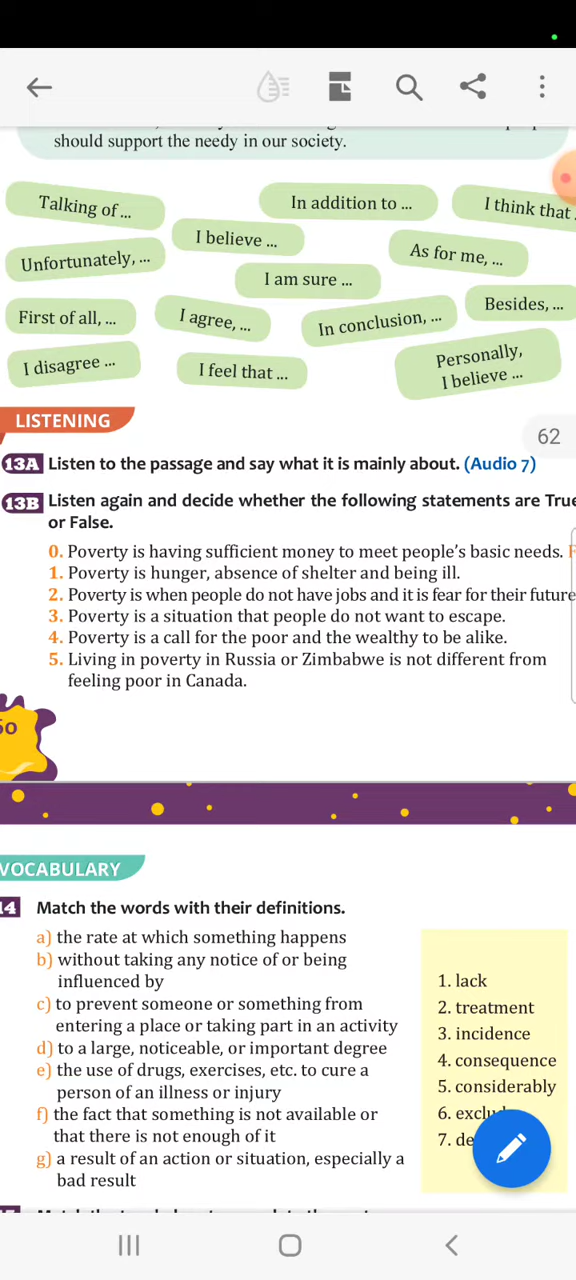 should support the needy in our society.
Talking of ...
In addition to ...
I think that
I believe ...
Unfortunately, ...
As for me, ...
I am sure ...
Besides, ...
First of all, ...
I agree, ...
In conclusion, ...
I disagree ...
I feel that ...
Personally,
I believe ...
LISTENING
62
13A Listen to the passage and say what it is mainly about. (Audio 7)
13B Listen again and decide whether the following statements are True
or False.
0. Poverty is having sufficient money to meet people's basic needs. F
1. Poverty is hunger, absence of shelter and being ill.
2. Poverty is when people do not have jobs and it is fear for their future
3. Poverty is a situation that people do not want to escape.
4. Poverty is a call for the poor and the wealthy to be alike.
5. Living in poverty in Russia or Zimbabwe is not different from
feeling poor in Canada.
VOCABULARY
14 Match the words with their definitions.
a) the rate at which something happens
b) without taking any notice of or being
influenced by
c) to prevent someone or something from
entering a place or taking part in an activity
d) to a large, noticeable, or important degree
e) the use of drugs, exercises, etc. to cure a
person of an illness or injury
f) the fact that something is not available or
that there is not enough of it
g) a result of an action or situation, especially a
bad result
1. lack
2. treatment
3. incidence
4. consequence
5. considerably
6. exclu
7. de